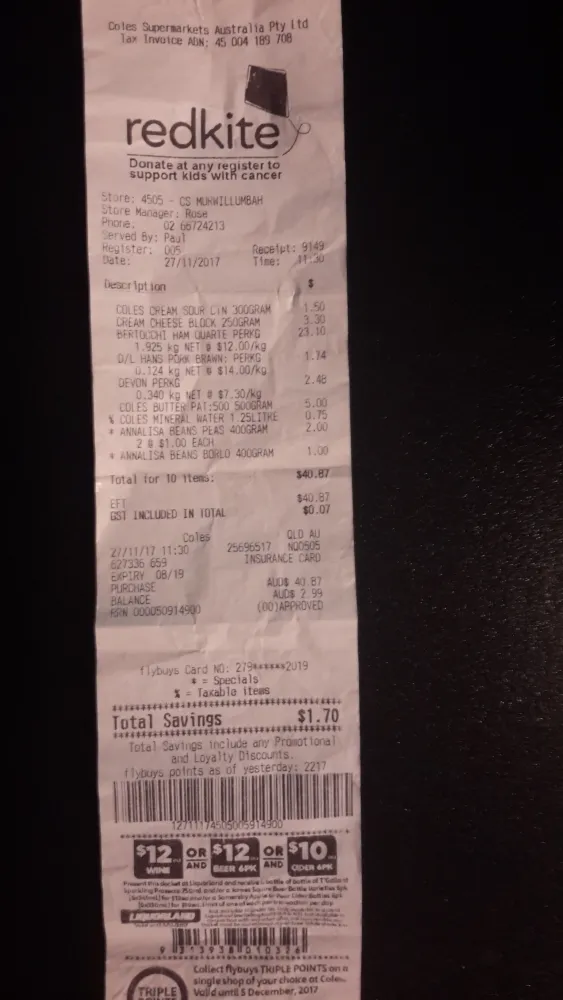 Coles Supermarkets Australia Pty Ltd
Tax Invoice ABN: 45 004 189 708
redkite
Donate at any register to
support kids with cancer
Store: 4505 - CS MURWILLUMBAH
Store Manager: Rose
Phone: 02 66724213
Served By: Paul
Register: 005 Receipt: 9149
Date: 27/11/2017 Time: 11:30
Description $
COLES CREAM SOUR LIN 300GRAM 1.50
CREAM CHEESE BLOCK 250GRAM 3.30
BERTOCCHI HAM QUARTE PERKG 23.10
1.925 kg NET @ $12.00/kg
D/L HANS PORK BRAWN: PERKG 1.74
0.124 kg NET @ $14.00/kg
DEVON PERKG 2.48
0.340 kg NET @ $7.30/kg
COLES BUTTER PAT:500 500GRAM 5.00
% COLES MINERAL WATER 1.25LITRE 0.75
* ANNALISA BEANS PEAS 400GRAM 2.00
2 @ $1.00 EACH
* ANNALISA BEANS BORLO 400GRAM 1.00
Total for 10 items: $40.87
EFT $40.87
GST INCLUDED IN TOTAL $0.07
Coles QLD AU
27/11/17 11:30 25696517 N00505
627336 659 INSURANCE CARD
EXPIRY 08/19
PURCHASE AUD$ 40.87
BALANCE AUD$ 2.99
RRN 000050914900 (00)APPROVED
flybuys Card NO: 279******2019
* = Specials
% = Taxable items
Total Savings $1.70
Total Savings include any Promotional
and Loyalty Discounts.
flybuys points as of yesterday: 2217
12711174505005914900
$12 OR AND $12 OR AND $10
WINE BEER 6PK CIDER 6PK
LIQUORLAND
9 313938010326
Collect flybuys TRIPLE POINTS on a
single shop of your choice at Coles.
TRIPLE Valid until 5 December, 2017